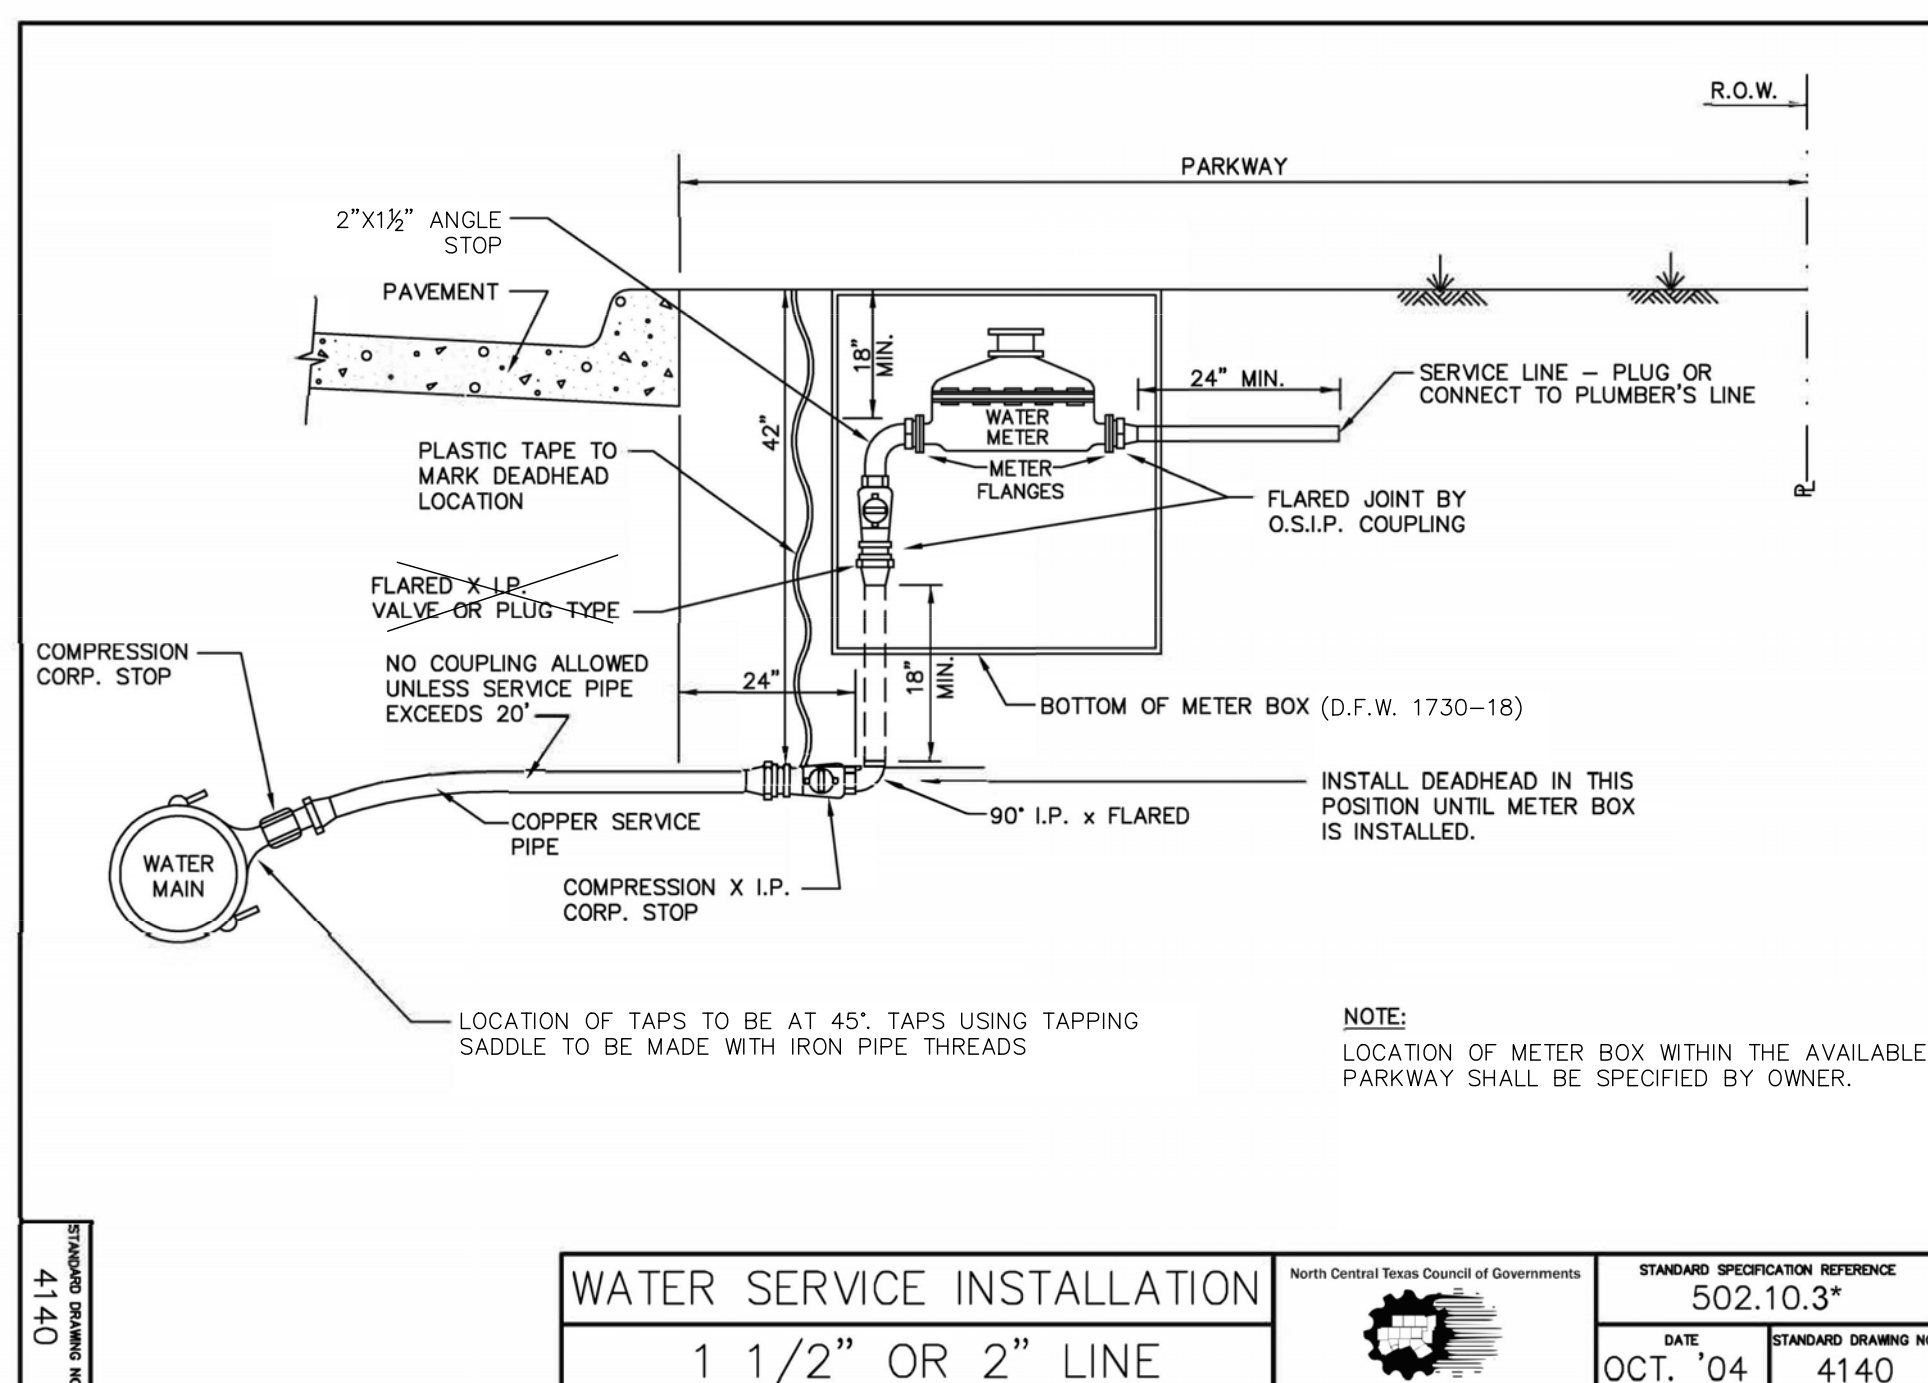 R.O.W.
PARKWAY
2”X1½” ANGLE
STOP
PAVEMENT
18”
MIN.
24” MIN.
SERVICE LINE – PLUG OR
CONNECT TO PLUMBER'S LINE
WATER
METER
42”
PLASTIC TAPE TO
MARK DEADHEAD
LOCATION
METER
FLANGES
FLARED JOINT BY
O.S.I.P. COUPLING
PL
FLARED X I.P.
VALVE OR PLUG TYPE
COMPRESSION
CORP. STOP
NO COUPLING ALLOWED
UNLESS SERVICE PIPE
EXCEEDS 20'
24”
18”
MIN.
BOTTOM OF METER BOX (D.F.W. 1730–18)
INSTALL DEADHEAD IN THIS
POSITION UNTIL METER BOX
IS INSTALLED.
90° I.P. x FLARED
COPPER SERVICE
PIPE
WATER
MAIN
COMPRESSION X I.P.
CORP. STOP
LOCATION OF TAPS TO BE AT 45°. TAPS USING TAPPING
SADDLE TO BE MADE WITH IRON PIPE THREADS
NOTE:
LOCATION OF METER BOX WITHIN THE AVAILABLE
PARKWAY SHALL BE SPECIFIED BY OWNER.
STANDARD DRAWING NO
4140
WATER SERVICE INSTALLATION
1 1/2” OR 2” LINE
North Central Texas Council of Governments
STANDARD SPECIFICATION REFERENCE
502.10.3*
DATE
OCT. '04
STANDARD DRAWING NO
4140